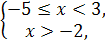 −5 ≤ x < 3,
x > −2,